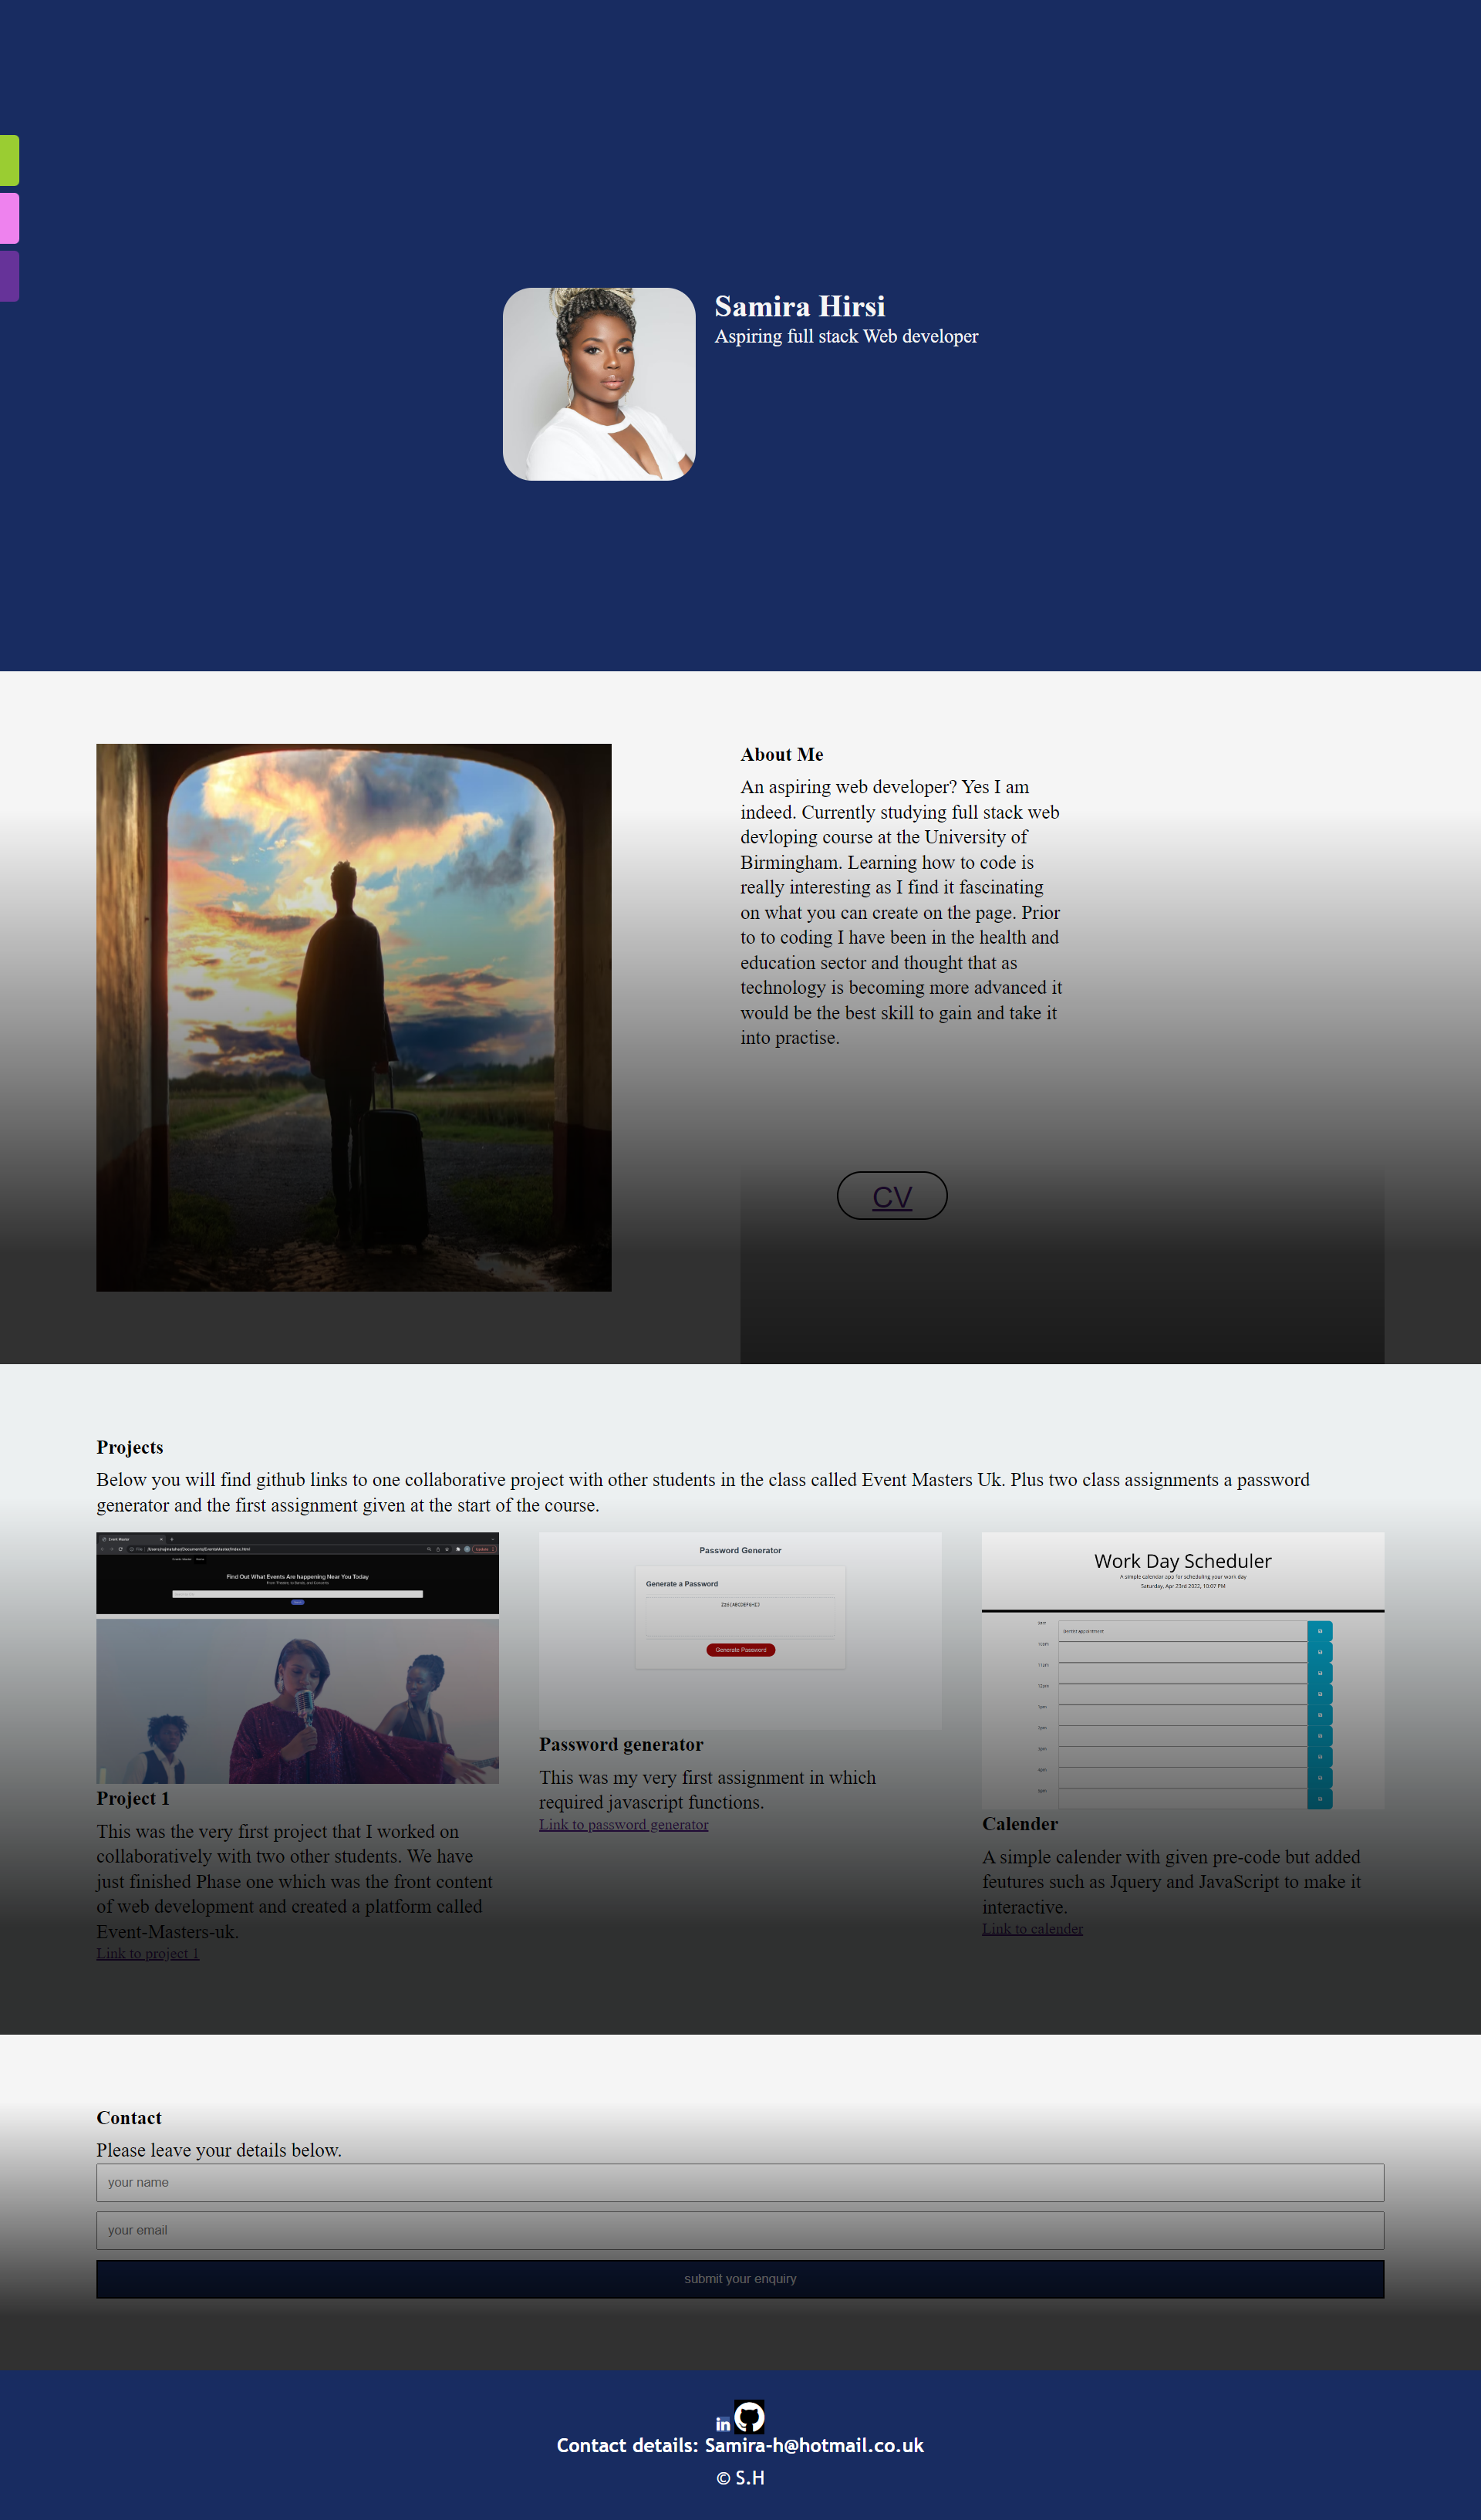 Samira Hirsi
Aspiring full stack Web developer
About Me
An aspiring web developer? Yes I am
indeed. Currently studying full stack web
devloping course at the University of
Birmingham. Learning how to code is
really interesting as I find it fascinating
on what you can create on the page. Prior
to to coding I have been in the health and
education sector and thought that as
technology is becoming more advanced it
would be the best skill to gain and take it
into practise.
CV
Projects
Below you will find github links to one collaborative project with other students in the class called Event Masters Uk. Plus two class assignments a password
generator and the first assignment given at the start of the course.
Find Out What Events Are happening Near You Today
Project 1
This was the very first project that I worked on
collaboratively with two other students. We have
just finished Phase one which was the front content
of web development and created a platform called
Event-Masters-uk.
Link to project 1
Password Generator
Generate a Password
Generate Password
Password generator
This was my very first assignment in which
required javascript functions.
Link to password generator
Work Day Scheduler
A simple calendar app for scheduling your work day
Saturday, Apr 23rd 2022, 10:07 PM
Calender
A simple calender with given pre-code but added
feutures such as Jquery and JavaScript to make it
interactive.
Link to calender
Contact
Please leave your details below.
your name
your email
submit your enquiry
in
Contact details: Samira-h@hotmail.co.uk
© S.H